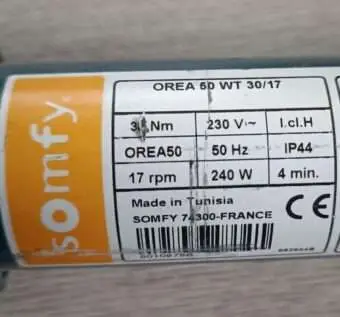 somfy.
OREA 50 WT 30/17
Nm 230 V~ I.cl.H
OREA50 50 Hz IP44
17 rpm 240 W 4 min.
Made in Tunisia
SOMFY 74300-FRANCE
CE